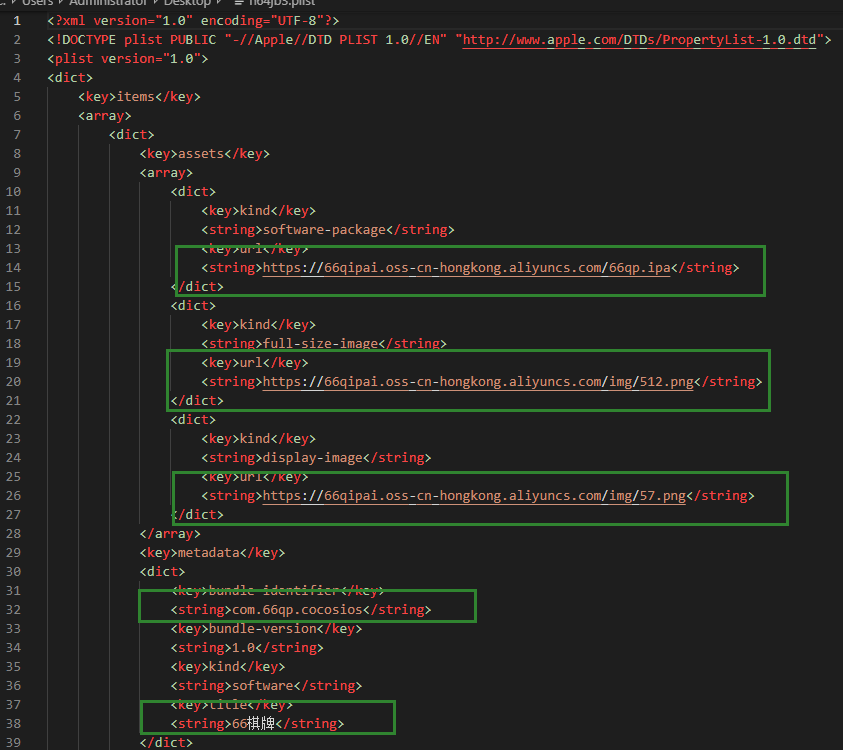 Users > Administrator > Desktop >
1 <?xml version="1.0" encoding="UTF-8"?>
2 <!DOCTYPE plist PUBLIC "-//Apple//DTD PLIST 1.0//EN" "http://www.apple.com/DTDs/PropertyList-1.0.dtd">
3 <plist version="1.0">
4 <dict>
5 <key>items</key>
6 <array>
7 <dict>
8 <key>assets</key>
9 <array>
10 <dict>
11 <key>kind</key>
12 <string>software-package</string>
13 <key>url</key>
14 <string>https://66qipai.oss-cn-hongkong.aliyuncs.com/66qp.ipa</string>
15 </dict>
16 <dict>
17 <key>kind</key>
18 <string>full-size-image</string>
19 <key>url</key>
20 <string>https://66qipai.oss-cn-hongkong.aliyuncs.com/img/512.png</string>
21 </dict>
22 <dict>
23 <key>kind</key>
24 <string>display-image</string>
25 <key>url</key>
26 <string>https://66qipai.oss-cn-hongkong.aliyuncs.com/img/57.png</string>
27 </dict>
28 </array>
29 <key>metadata</key>
30 <dict>
31 <key>bundle-identifier</key>
32 <string>com.66qp.cocosios</string>
33 <key>bundle-version</key>
34 <string>1.0</string>
35 <key>kind</key>
36 <string>software</string>
37 <key>title</key>
38 <string>66棋牌</string>
39 </dict>